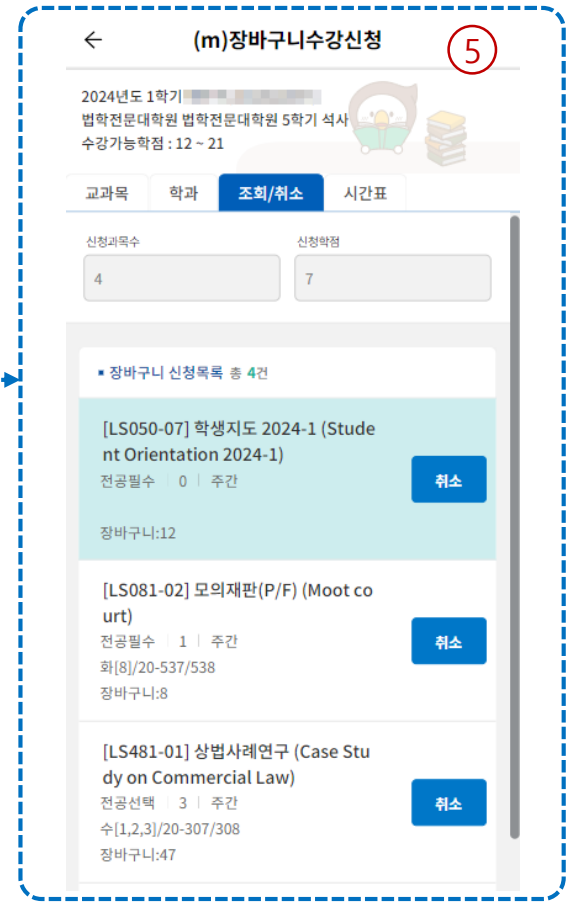 ←
(m)장바구니수강신청
5
2024년도 1학기
법학전문대학원 법학전문대학원 5학기 석사
수강가능학점 : 12 ~ 21
교과목 학과 조회/취소 시간표
신청과목수 신청학점
4 7
▪ 장바구니 신청목록 총 4건
[LS050-07] 학생지도 2024-1 (Stude
nt Orientation 2024-1)
전공필수 | 0 | 주간
취소
장바구니:12
[LS081-02] 모의재판(P/F) (Moot co
urt)
전공필수 | 1 | 주간
취소
화[8]/20-537/538
장바구니:8
[LS481-01] 상법사례연구 (Case Stu
dy on Commercial Law)
전공선택 | 3 | 주간
취소
수[1,2,3]/20-307/308
장바구니:47